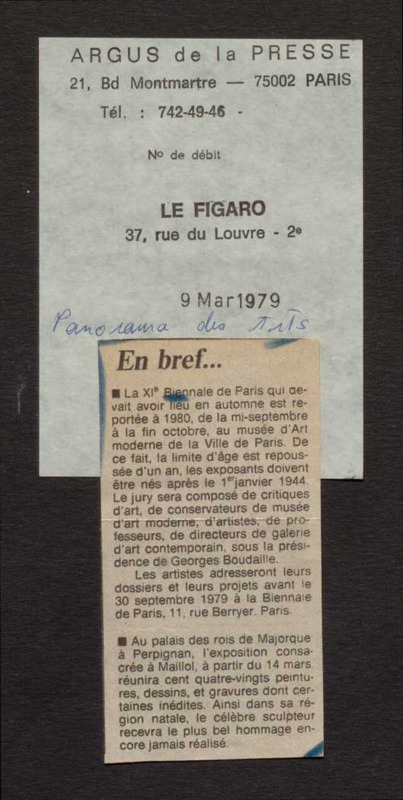 ARGUS de la PRESSE
21, Bd Montmartre — 75002 PARIS
Tél. : 742-49-46 -
Nº de débit
LE FIGARO
37, rue du Louvre - 2e
9 Mar 1979
Panorama des Arts
En bref...
■ La XIe Biennale de Paris qui de-
vait avoir lieu en automne est re-
portée à 1980, de la mi-septembre
à la fin octobre, au musée d'Art
moderne de la Ville de Paris. De
ce fait, la limite d'âge est repous-
sée d'un an, les exposants doivent
être nés après le 1er janvier 1944.
Le jury sera composé de critiques
d'art, de conservateurs de musée
d'art moderne, d'artistes, de pro-
fesseurs, de directeurs de galerie
d'art contemporain, sous la prési-
dence de Georges Boudaille.
Les artistes adresseront leurs
dossiers et leurs projets avant le
30 septembre 1979 à la Biennale
de Paris, 11, rue Berryer. Paris.
■ Au palais des rois de Majorque
à Perpignan, l'exposition consa-
crée à Maillol, à partir du 14 mars
réunira cent quatre-vingts peintu-
res, dessins, et gravures dont cer-
taines inédites. Ainsi dans sa ré-
gion natale, le célèbre sculpteur
recevra le plus bel hommage en-
core jamais réalisé.